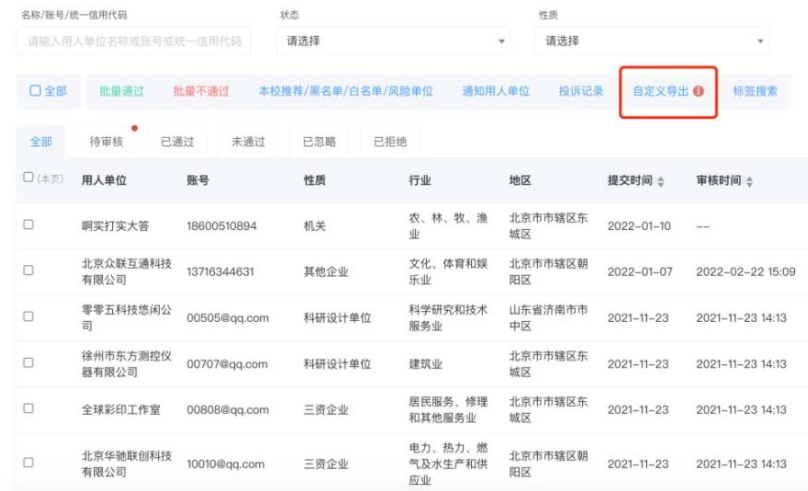 名称/账号/统一信用代码 状态 性质
请输入用人单位名称或账号或统一信用代码 请选择 请选择
全部 批量通过 批量不通过 本校推荐/黑名单/白名单/风险单位 通知用人单位 投诉记录 自定义导出 标签搜索
全部 待审核 已通过 未通过 已忽略 已拒绝
(本页) 用人单位 账号 性质 行业 地区 提交时间 审核时间
啊实打实大答 18600510894 机关 农、林、牧、渔 北京市市辖区东 2022-01-10 --
业 城区
北京众联互通科技 13716344631 其他企业 文化、体育和娱 北京市市辖区朝 2022-01-07 2022-02-22 15:09
有限公司 乐业 阳区
零零五科技悠闲公 00505@qq.com 科研设计单位 科学研究和技术 山东省济南市市 2021-11-23 2021-11-23 14:13
司 服务业 中区
徐州市东方测控仪 00707@qq.com 科研设计单位 建筑业 北京市市辖区东 2021-11-23 2021-11-23 14:13
器有限公司 城区
全球彩印工作室 00808@qq.com 三资企业 居民服务、修理 北京市市辖区东 2021-11-23 2021-11-23 14:13
和其他服务业 城区
北京华驰联创科技 10010@qq.com 三资企业 电力、热力、燃 北京市市辖区朝 2021-11-23 2021-11-23 14:13
有限公司 气及水生产和供 阳区
应业